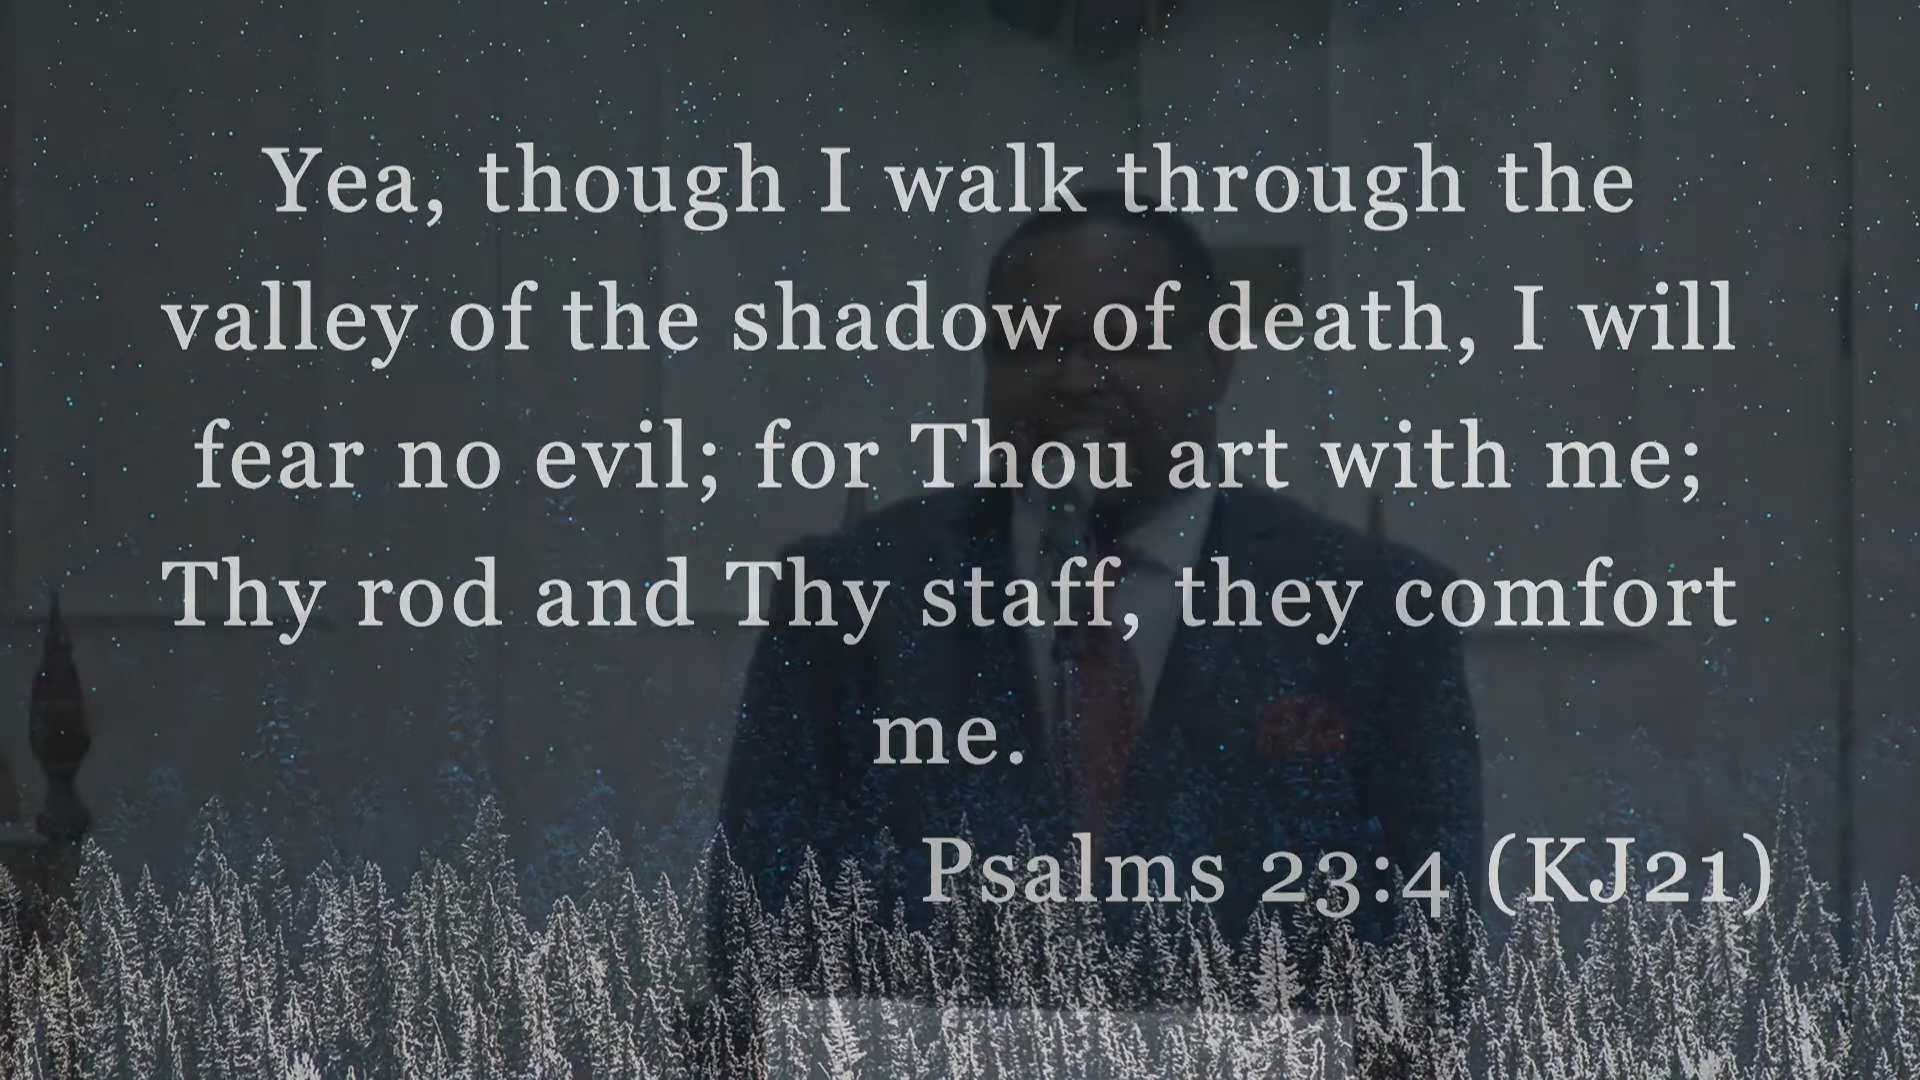 Yea, though I walk through the
valley of the shadow of death, I will
fear no evil; for Thou art with me;
Thy rod and Thy staff, they comfort
me.
Psalms 23:4 (KJ21)